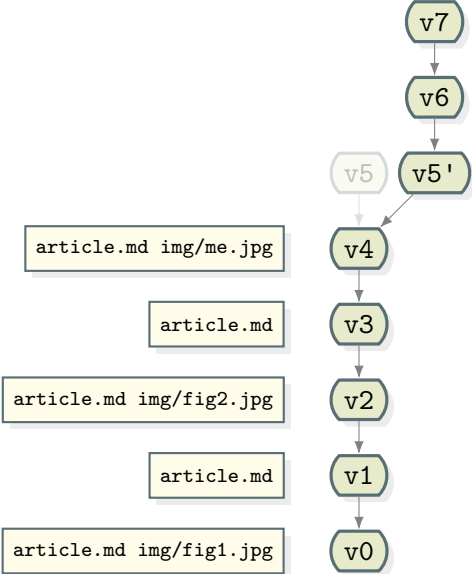 v7
v6
v5 v5'
article.md img/me.jpg v4
article.md v3
article.md img/fig2.jpg v2
article.md v1
article.md img/fig1.jpg v0